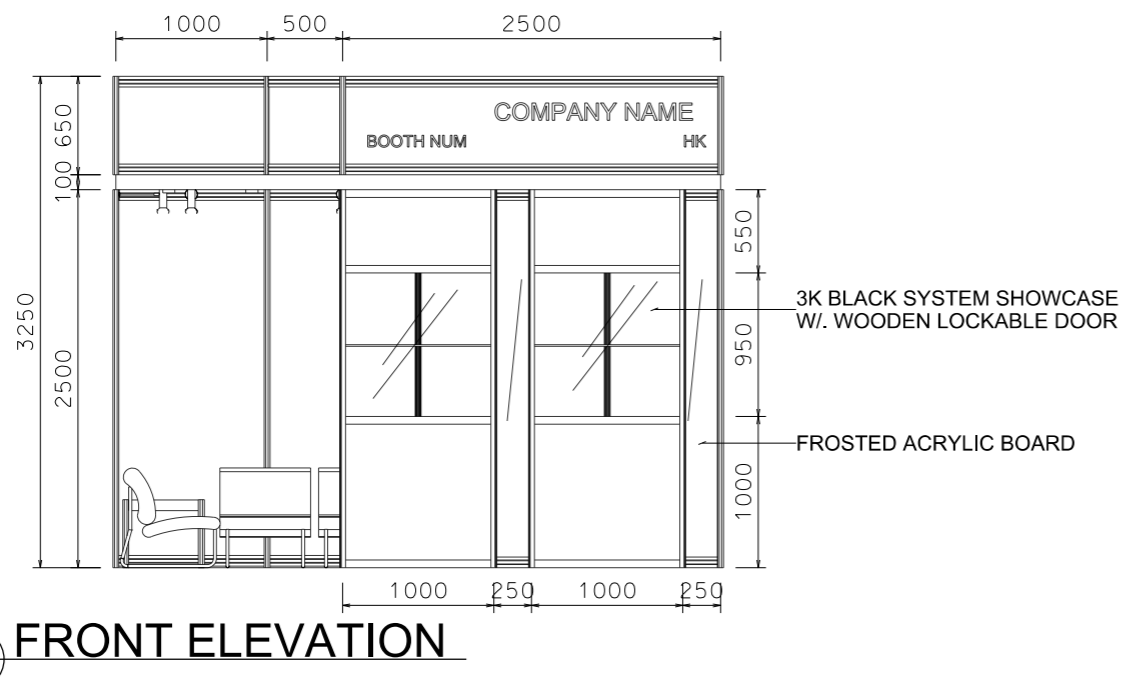 1000 500 2500
COMPANY NAME
BOOTH NUM HK
650
100
3250
2500
550
950
1000
3K BLACK SYSTEM SHOWCASE
W/. WOODEN LOCKABLE DOOR
FROSTED ACRYLIC BOARD
1000 250 1000 250
FRONT ELEVATION